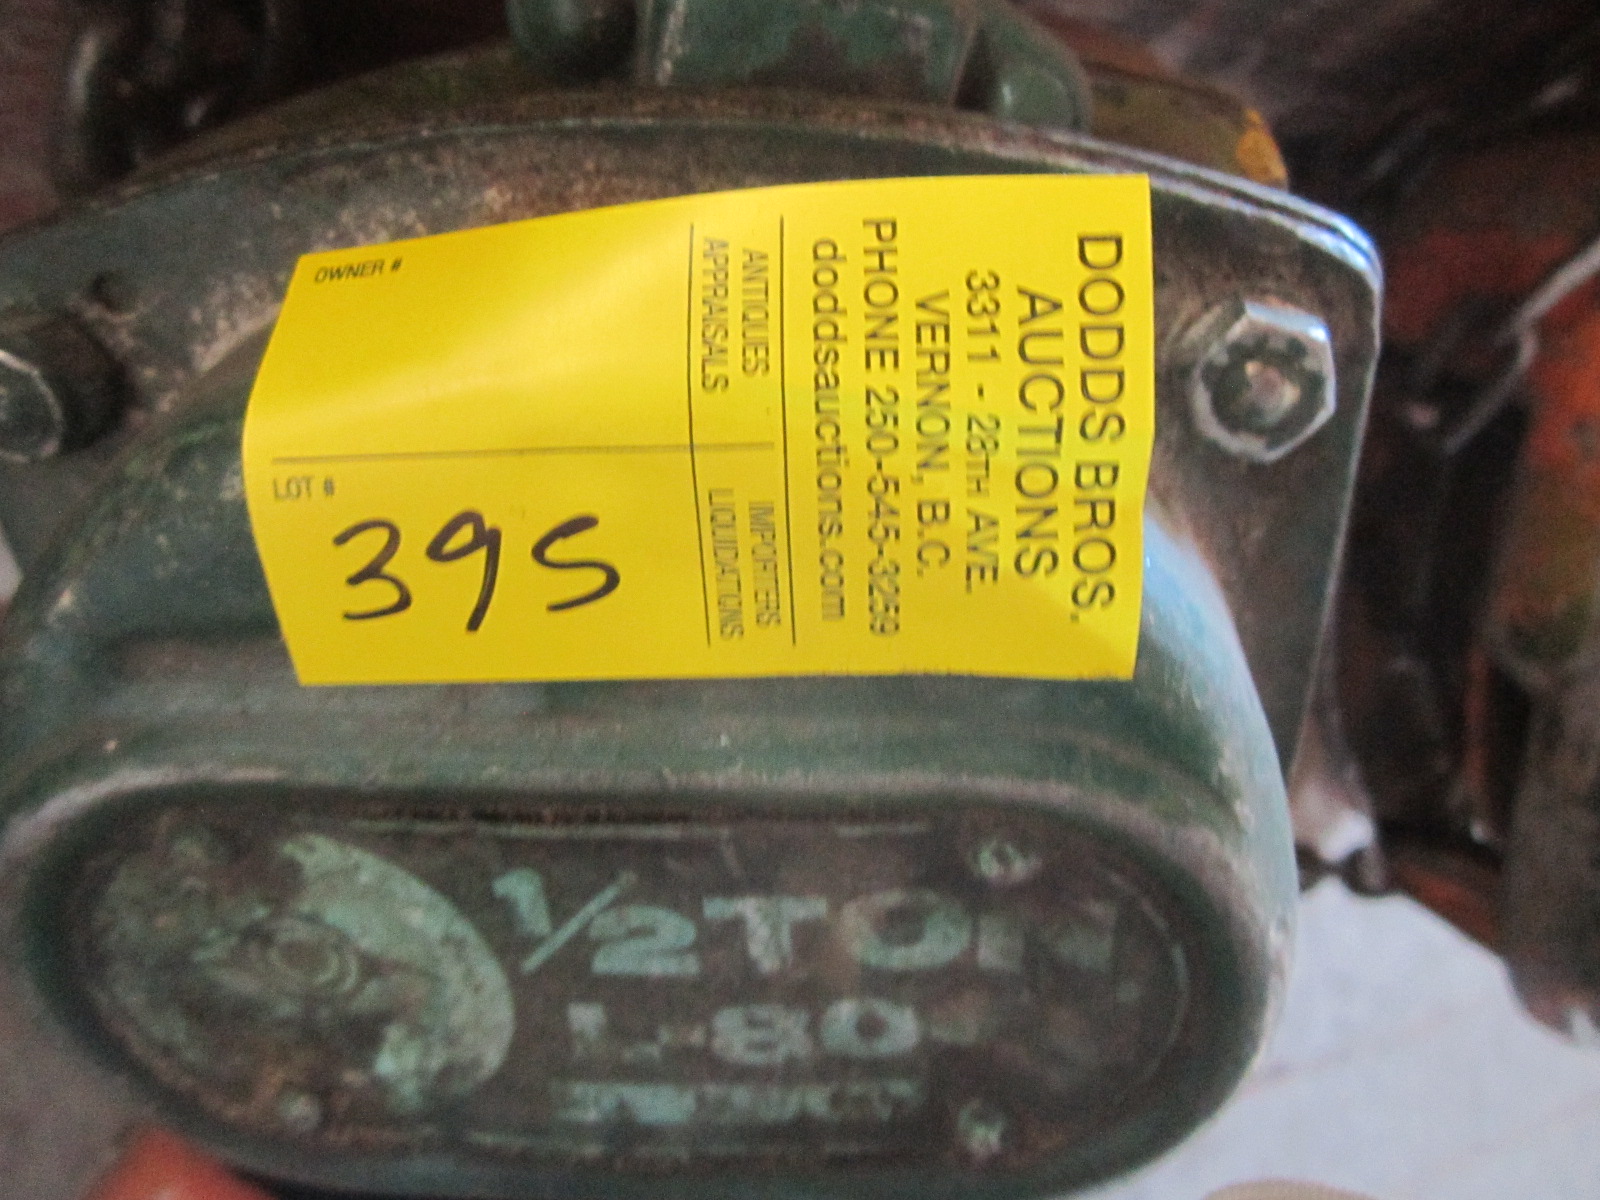 DODDS BROS.
AUCTIONS
3311 - 28TH AVE.
VERNON, B.C.
PHONE 250-545-3259
doddsauctions.com
ANTIQUES
APPRAISALS
IMPORTERS
LIQUIDATIONS
OWNER #
LOT #
395
1/2 TON
L-80